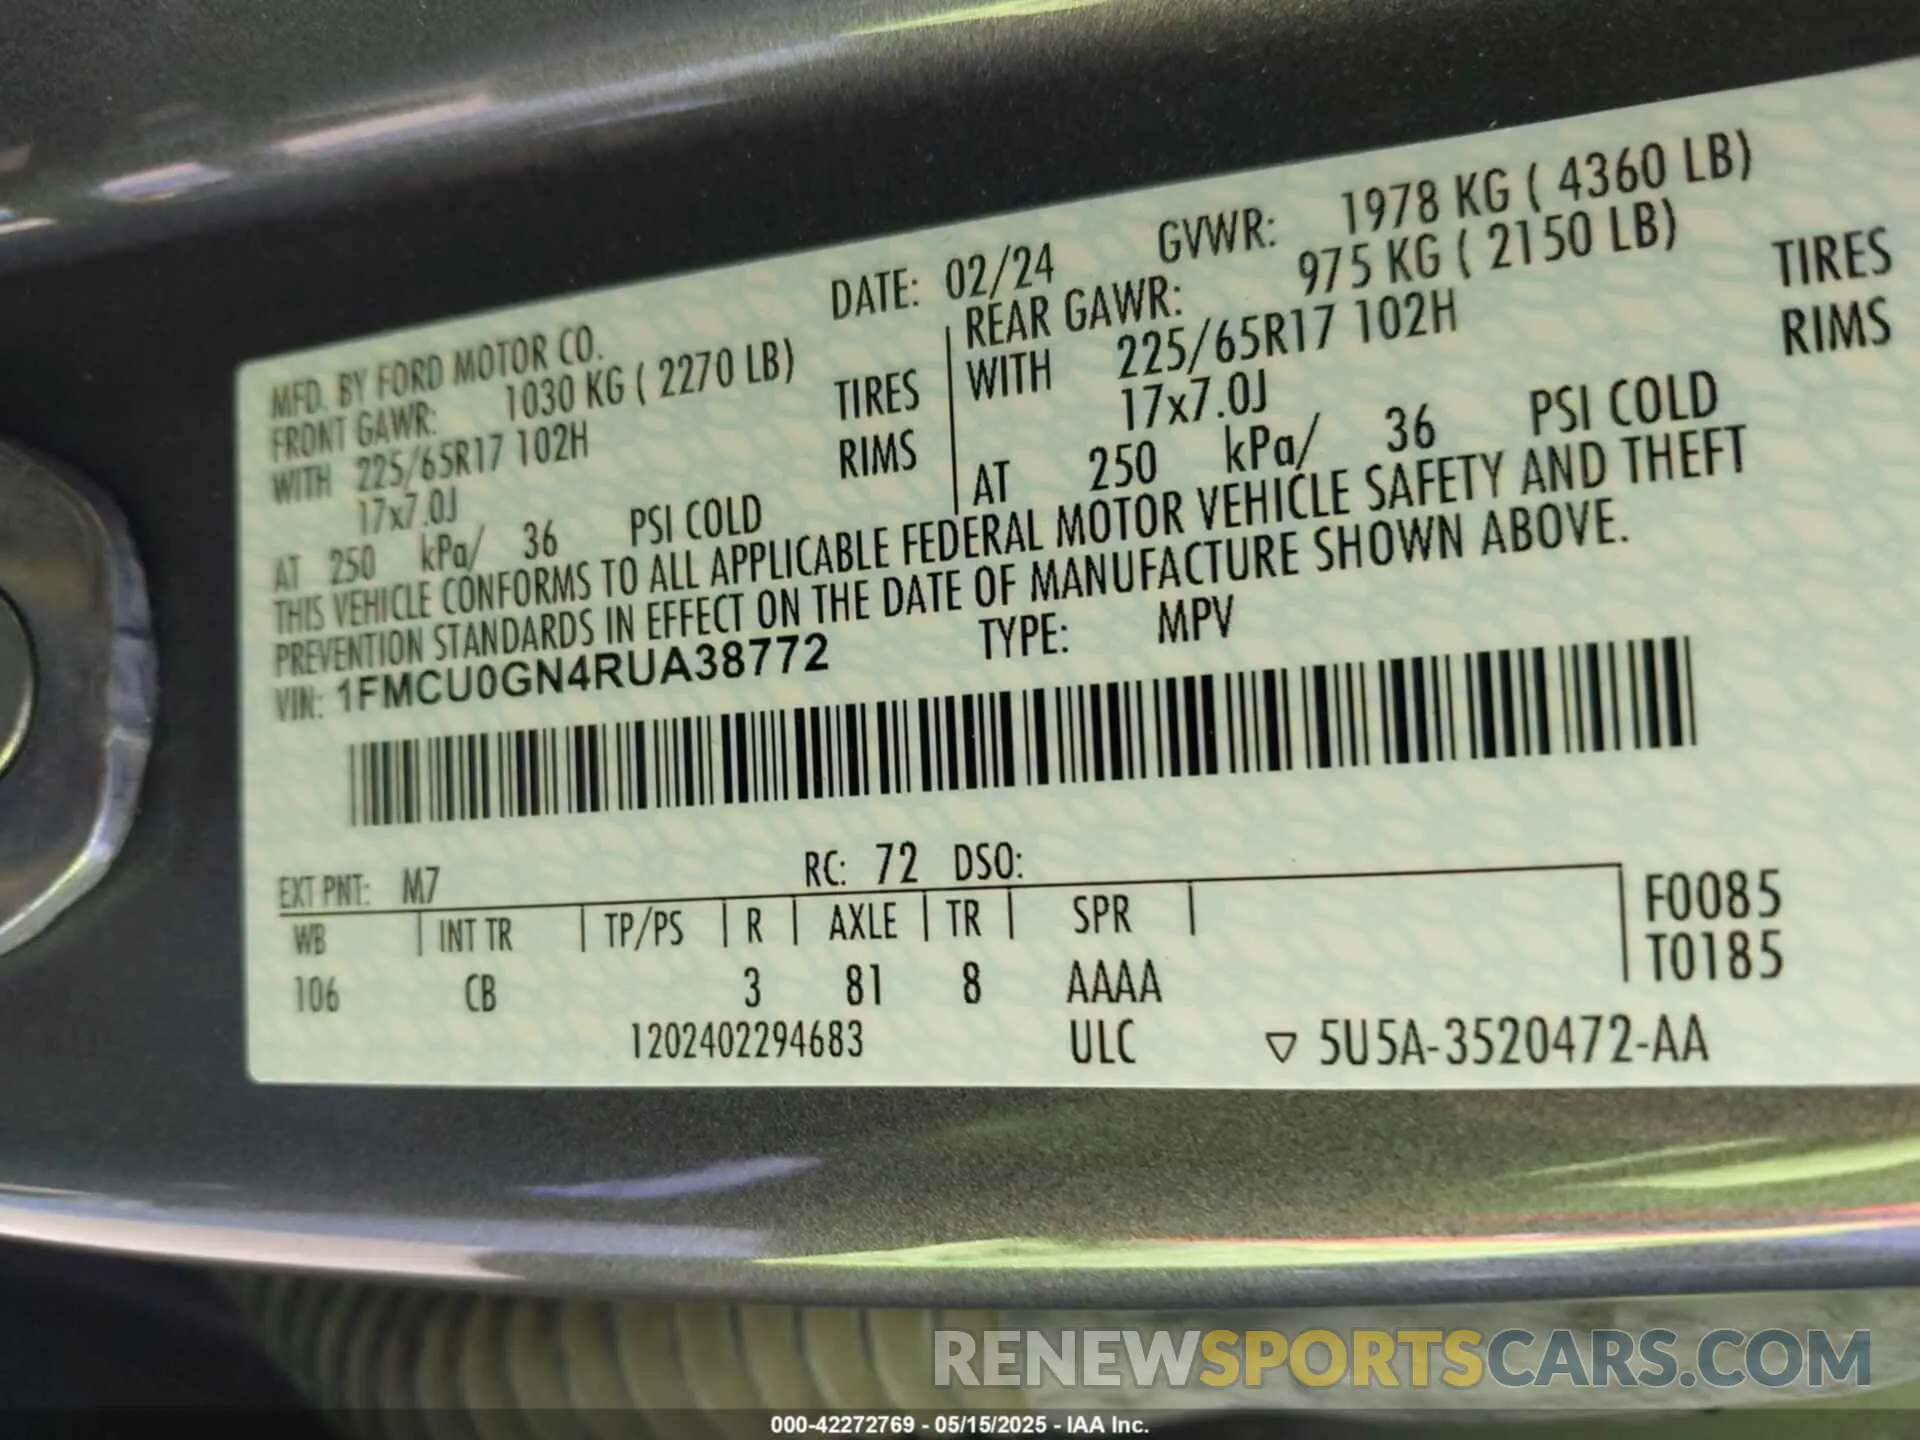 MFD. BY FORD MOTOR CO. DATE: 02/24 GVWR: 1978 KG ( 4360 LB)
FRONT GAWR: 1030 KG ( 2270 LB) REAR GAWR: 975 KG ( 2150 LB)
WITH 225/65R17 102H TIRES WITH 225/65R17 102H TIRES
17x7.0J RIMS 17x7.0J RIMS
AT 250 kPa/ 36 PSI COLD AT 250 kPa/ 36 PSI COLD
THIS VEHICLE CONFORMS TO ALL APPLICABLE FEDERAL MOTOR VEHICLE SAFETY AND THEFT
PREVENTION STANDARDS IN EFFECT ON THE DATE OF MANUFACTURE SHOWN ABOVE.
VIN: 1FMCU0GN4RUA38772 TYPE: MPV
EXT PNT: M7 RC: 72 DSO:
WB INT TR TP/PS R AXLE TR SPR F0085
T0185
106 CB 3 81 8 AAAA
1202402294683 ULC ▽ 5U5A-3520472-AA
RENEWSPORTSCARS.COM
000-42272769 - 05/15/2025 - IAA Inc.